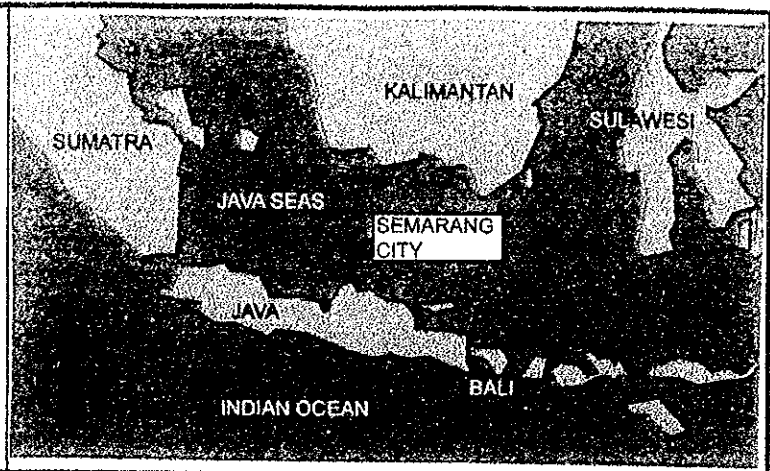 KALIMANTAN
SULAWESI
SUMATRA
JAVA SEAS
SEMARANG
CITY
JAVA
BALI
INDIAN OCEAN